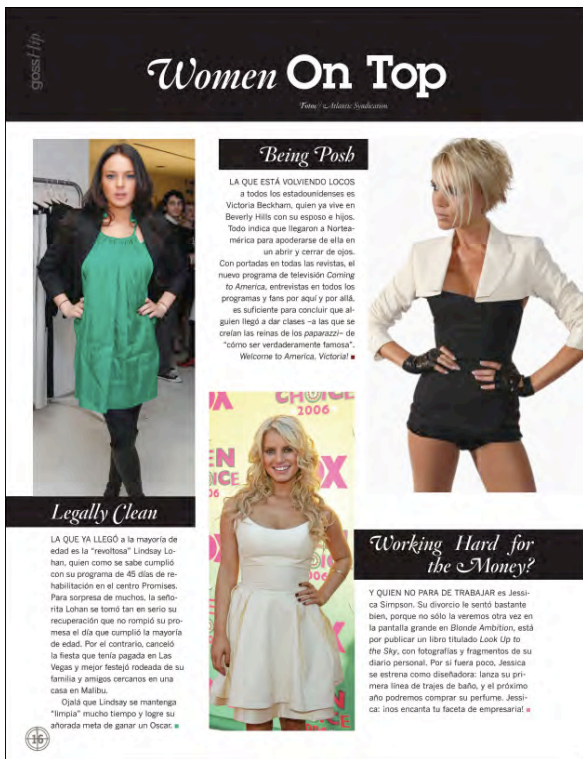 gossHip
Women On Top
Fotos / Atlantic Syndication
Being Posh
LA QUE ESTÁ VOLVIENDO LOCOS
a todos los estadounidenses es
Victoria Beckham, quien ya vive en
Beverly Hills con su esposo e hijos.
Todo indica que llegaron a Nortea-
mérica para apoderarse de ella en
un abrir y cerrar de ojos.
Con portadas en todas las revistas, el
nuevo programa de televisión Coming
to America, entrevistas en todos los
programas y fans por aquí y por allá,
es suficiente para concluir que al-
guien llegó a dar clases –a las que se
creían las reinas de los paparazzi– de
“cómo ser verdaderamente famosa”.
Welcome to America, Victoria!
CHOICE
2006
EEN
OICE
06
FOX
2006
CHOICE
2006
Legally Clean
LA QUE YA LLEGÓ a la mayoría de
edad es la “revoltosa” Lindsay Lo-
han, quien como se sabe cumplió
con su programa de 45 días de re-
habilitación en el centro Promises.
Para sorpresa de muchos, la seño-
rita Lohan se tomó tan en serio su
recuperación que no rompió su pro-
mesa el día que cumplió la mayoría
de edad. Por el contrario, canceló
la fiesta que tenía pagada en Las
Vegas y mejor festejó rodeada de su
familia y amigos cercanos en una
casa en Malibu.
Ojalá que Lindsay se mantenga
“limpia” mucho tiempo y logre su
añorada meta de ganar un Oscar.
Working Hard for
the Money?
Y QUIEN NO PARA DE TRABAJAR es Jessi-
ca Simpson. Su divorcio le sentó bastante
bien, porque no sólo la veremos otra vez en
la pantalla grande en Blonde Ambition, está
por publicar un libro titulado Look Up to
the Sky, con fotografías y fragmentos de su
diario personal. Por si fuera poco, Jessica
se estrena como diseñadora: lanza su pri-
mera línea de trajes de baño, y el próximo
año podremos comprar su perfume. Jessi-
ca: ¡nos encanta tu faceta de empresaria!
16